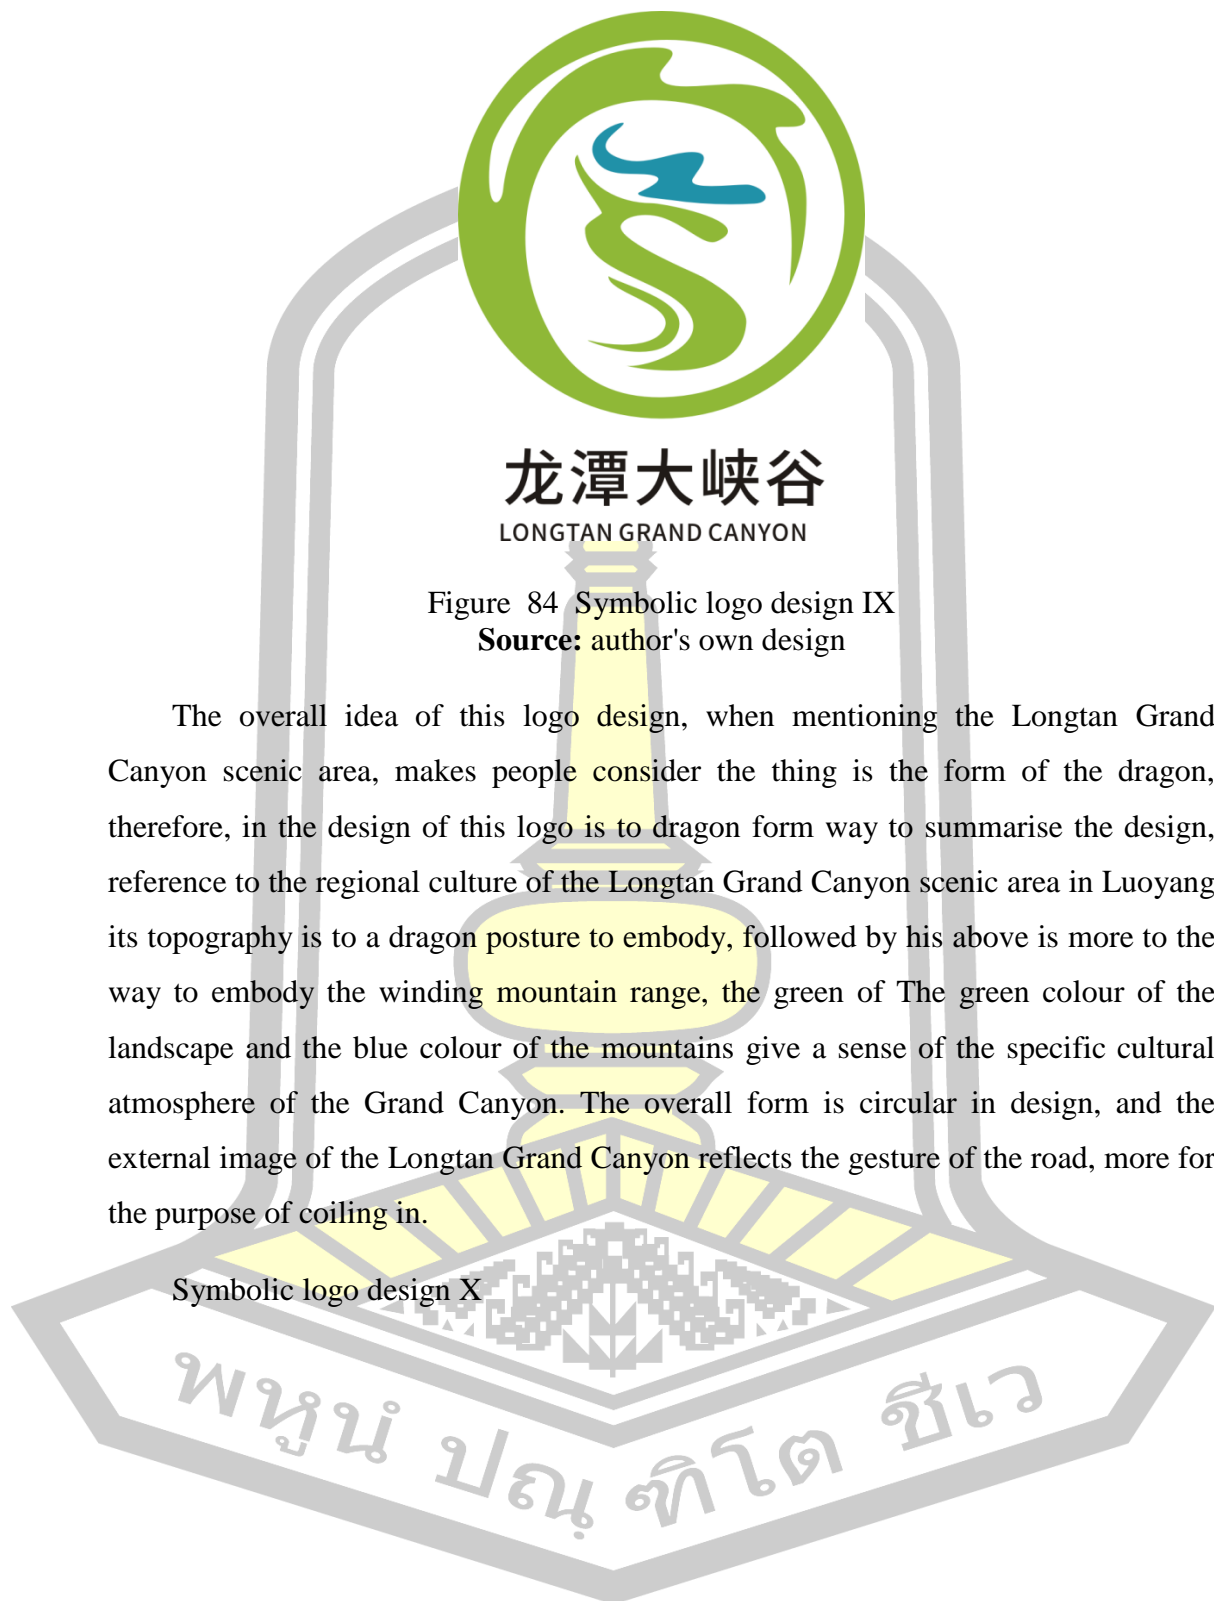 龙潭大峡谷
LONGTAN GRAND CANYON
Figure 84 Symbolic logo design IX
Source: author's own design
The overall idea of this logo design, when mentioning the Longtan Grand
Canyon scenic area, makes people consider the thing is the form of the dragon,
therefore, in the design of this logo is to dragon form way to summarise the design,
reference to the regional culture of the Longtan Grand Canyon scenic area in Luoyang
its topography is to a dragon posture to embody, followed by his above is more to the
way to embody the winding mountain range, the green of The green colour of the
landscape and the blue colour of the mountains give a sense of the specific cultural
atmosphere of the Grand Canyon. The overall form is circular in design, and the
external image of the Longtan Grand Canyon reflects the gesture of the road, more for
the purpose of coiling in.
Symbolic logo design X
พหูนํ ปณฺฑิโต ชีเว